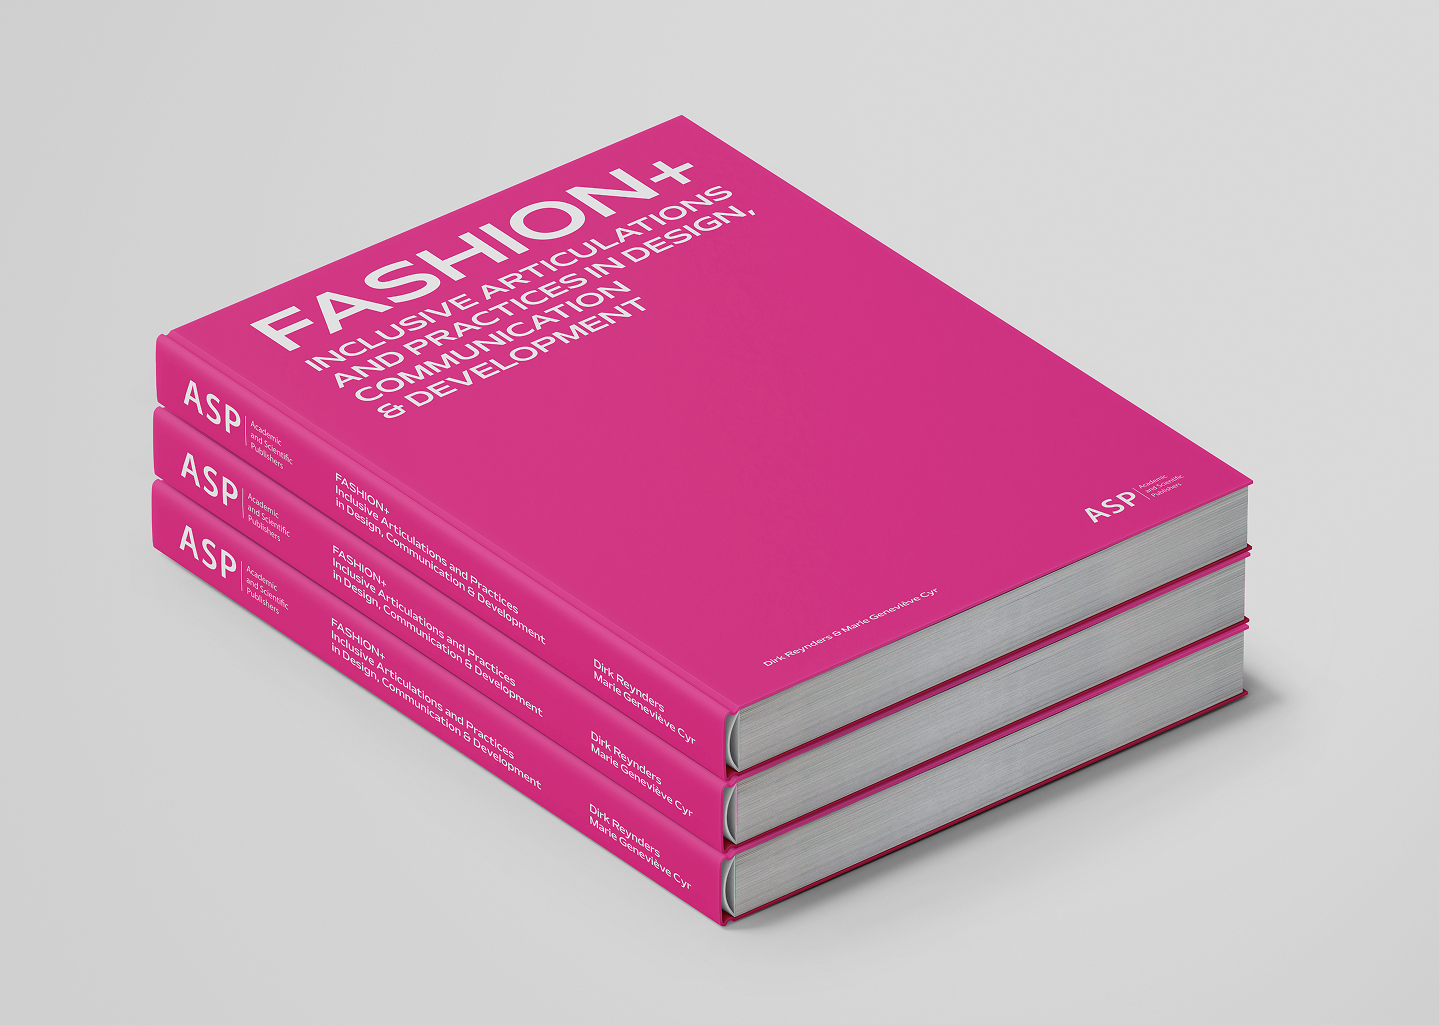 FASHION+
INCLUSIVE ARTICULATIONS
AND PRACTICES IN DESIGN,
COMMUNICATION
& DEVELOPMENT
ASP
Academic
and Scientific
Publishers
Dirk Reynders & Marie Geneviève Cyr
ASP
Academic
and Scientific
Publishers
FASHION+
Inclusive Articulations and Practices
in Design, Communication & Development
Dirk Reynders
Marie Geneviève Cyr
ASP
Academic
and Scientific
Publishers
FASHION+
Inclusive Articulations and Practices
in Design, Communication & Development
Dirk Reynders
Marie Geneviève Cyr
ASP
Academic
and Scientific
Publishers
FASHION+
Inclusive Articulations and Practices
in Design, Communication & Development
Dirk Reynders
Marie Geneviève Cyr